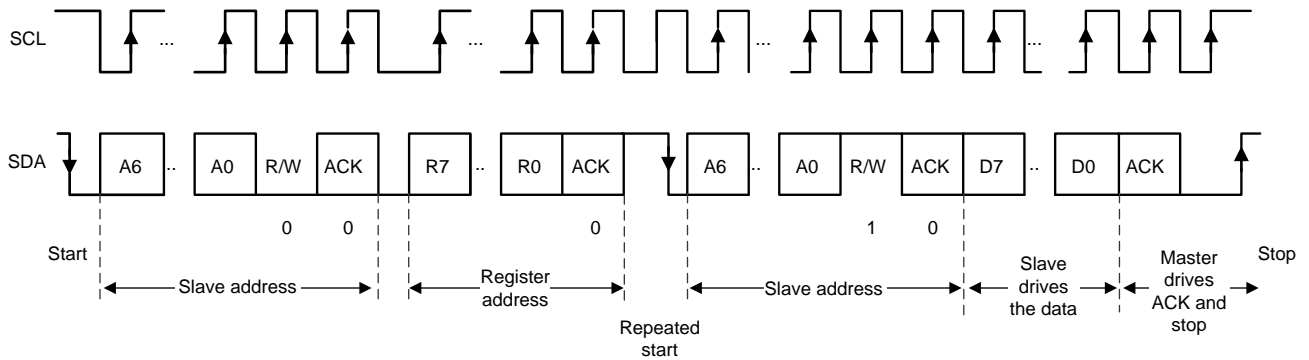 SCL ... ... ... ...
SDA A6 .. A0 R/W ACK R7 .. R0 ACK A6 .. A0 R/W ACK D7 .. D0 ACK
0 0 0 1 0
Start Stop
Slave address
Register
address
Repeated
start
Slave address
Slave
drives
the data
Master
drives
ACK and
stop